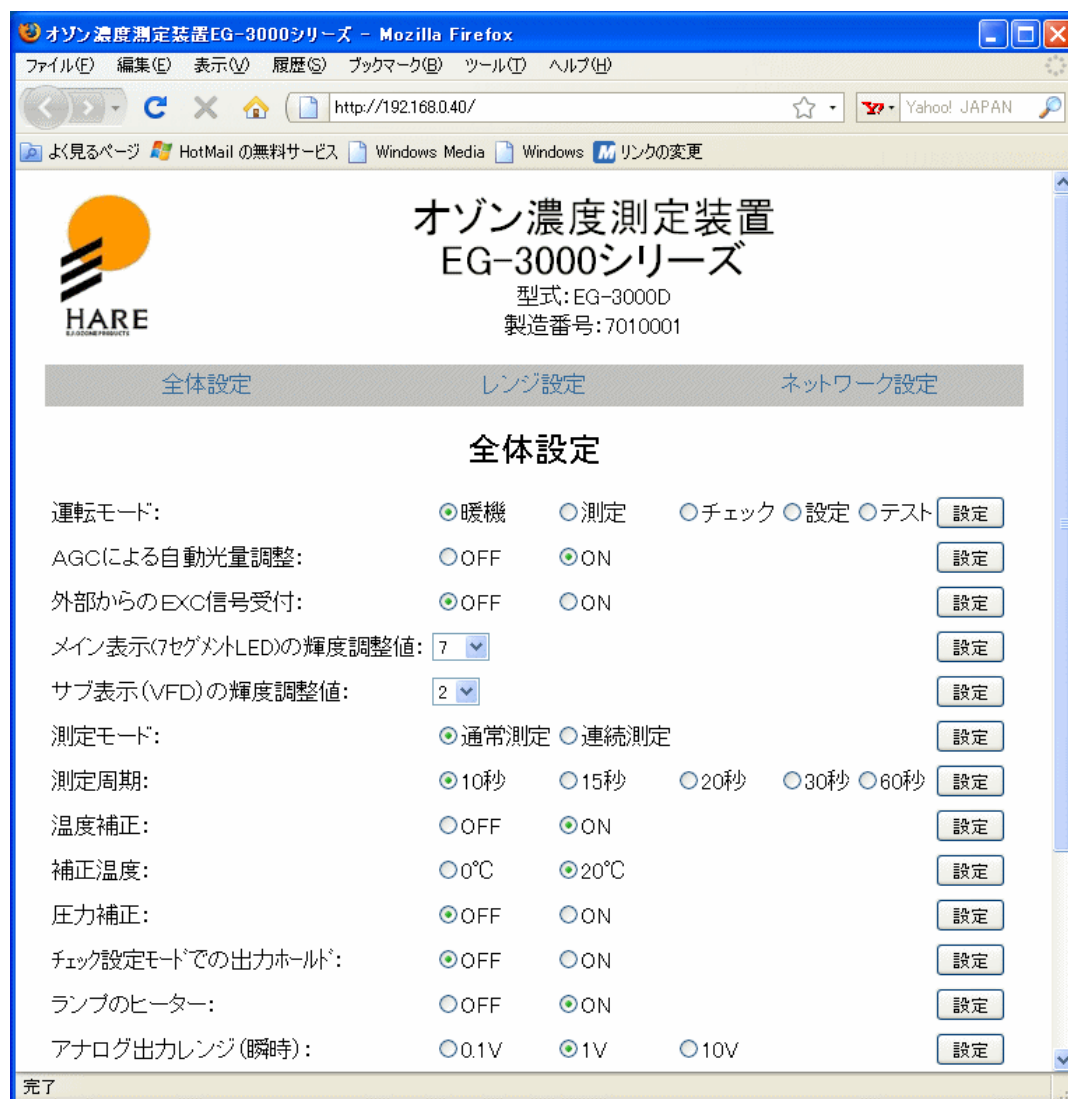 オゾン濃度測定装置EG-3000シリーズ - Mozilla Firefox
ファイル(F) 編集(E) 表示(V) 履歴(S) ブックマーク(B) ツール(T) ヘルプ(H)
http://192.168.0.40/ Yahoo! JAPAN
よく見るページ HotMail の無料サービス Windows Media Windows リンクの変更
オゾン濃度測定装置
EG-3000シリーズ
型式:EG-3000D
製造番号:7010001
HARE
全体設定 レンジ設定 ネットワーク設定
全体設定
運転モード: 暖機 測定 チェック 設定 テスト 設定
AGCによる自動光量調整: OFF ON 設定
外部からのEXC信号受付: OFF ON 設定
メイン表示(7セグメントLED)の輝度調整値: 7 設定
サブ表示(VFD)の輝度調整値: 2 設定
測定モード: 通常測定 連続測定 設定
測定周期: 10秒 15秒 20秒 30秒 60秒 設定
温度補正: OFF ON 設定
補正温度: 0℃ 20℃ 設定
圧力補正: OFF ON 設定
チェック設定モードでの出力ホールド: OFF ON 設定
ランプのヒーター: OFF ON 設定
アナログ出力レンジ(瞬時): 0.1V 1V 10V 設定
完了